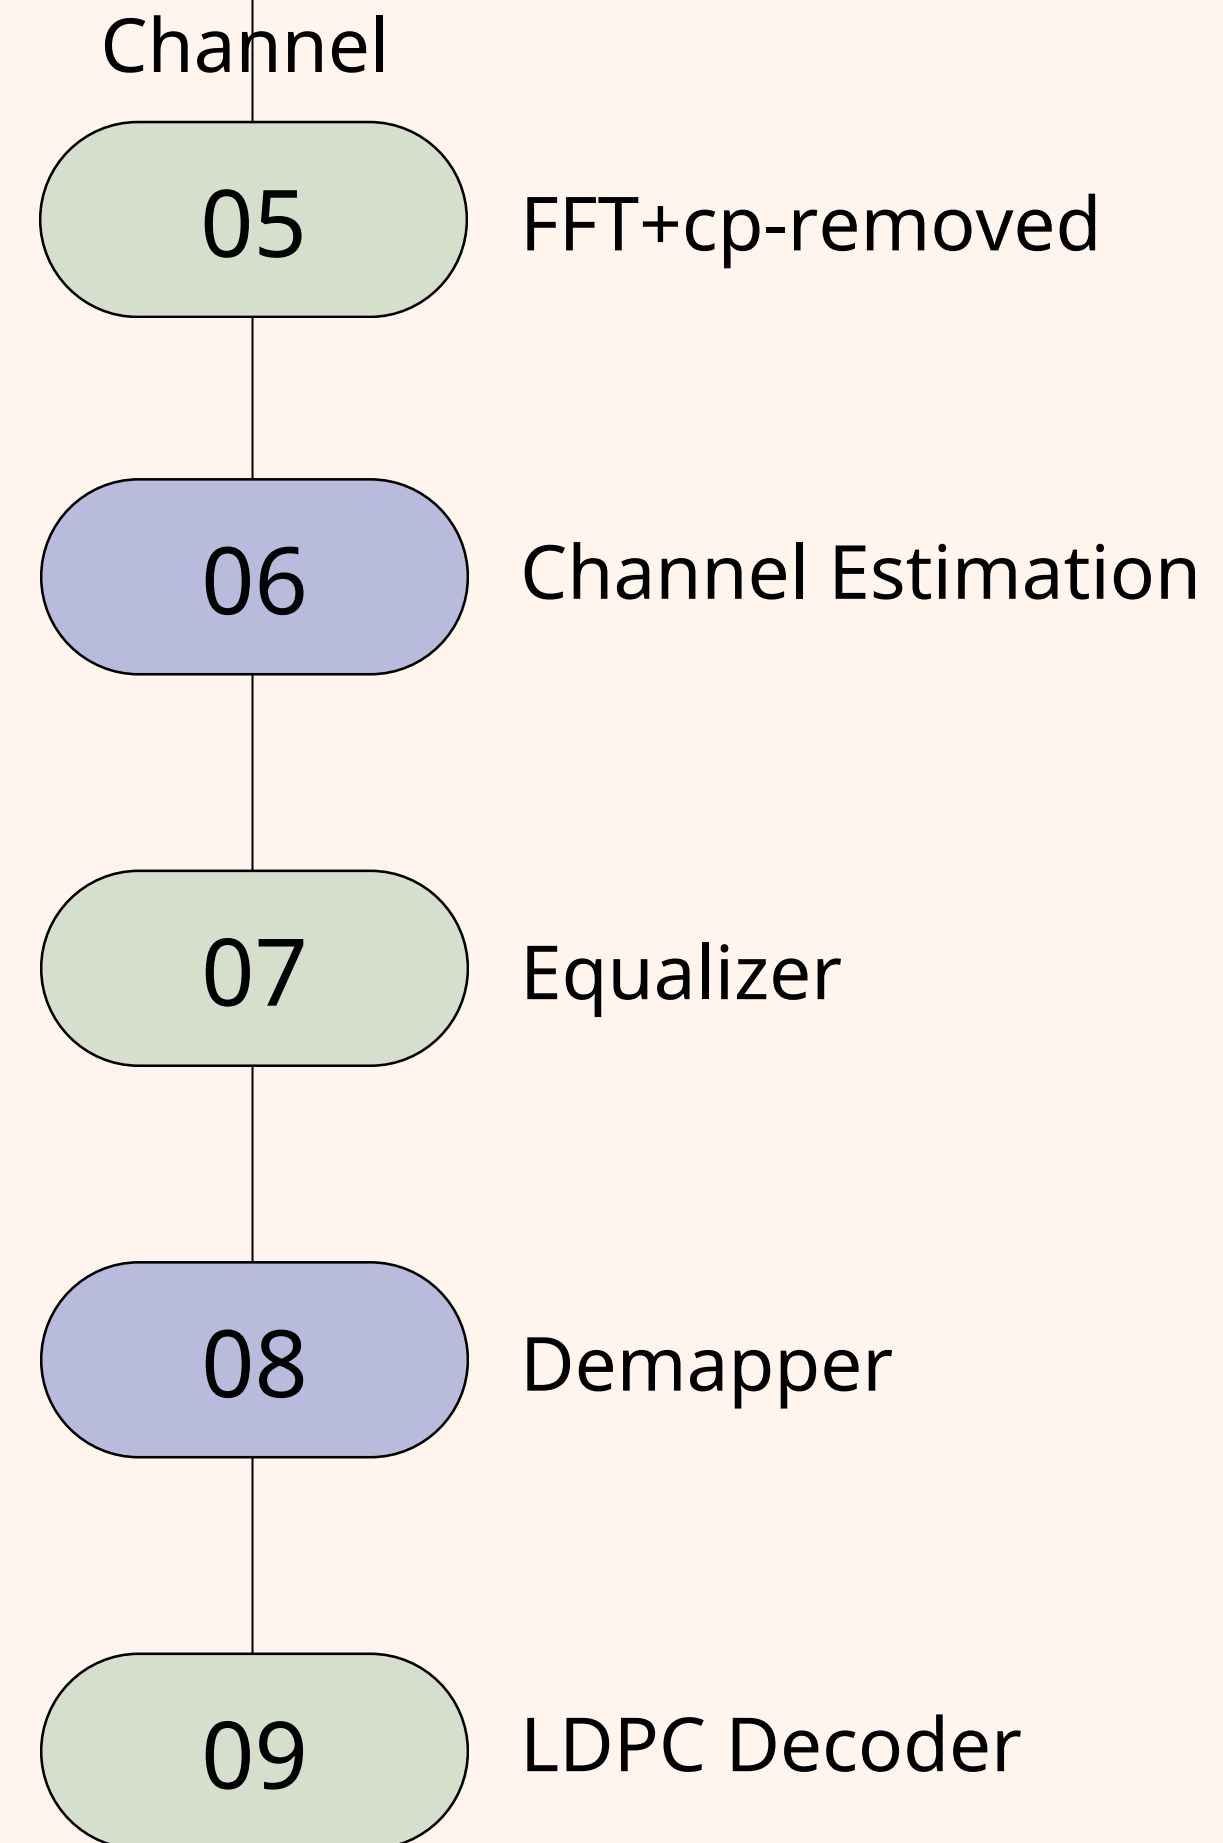 Channel
05
FFT+cp-removed
06
Channel Estimation
07
Equalizer
08
Demapper
09
LDPC Decoder